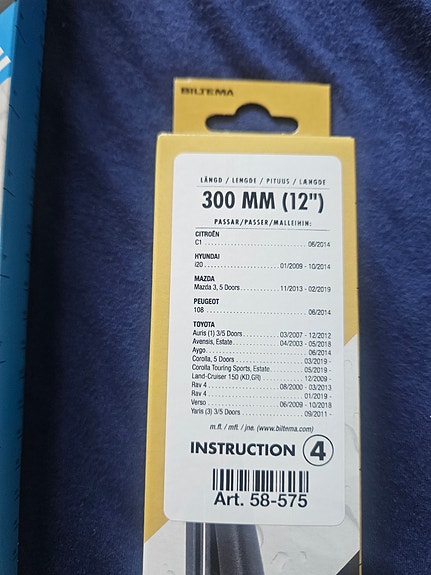 BILTEMA
LÄNGD / LENGDE / PITUUS / LÆNGDE
300 MM (12")
PASSAR/PASSER/MALLEIHIN:
CITROËN
C1 ........................ 06/2014
HYUNDAI
I20 ........................ 01/2009 - 10/2014
MAZDA
Mazda 3, 5 Doors ............ 11/2013 - 02/2019
PEUGEOT
108 ........................ 06/2014
TOYOTA
Auris (1) 3/5 Doors ............ 03/2007 - 12/2012
Avensis, Estate ............ 04/2003 - 05/2018
Aygo ........................ 06/2014
Corolla, 5 Doors ............ 03/2019 -
Corolla Touring Sports, Estate ...... 05/2019 -
Land-Cruiser 150 (KD,GR) ............ 12/2009 -
Rav 4 ........................ 08/2000 - 03/2013
Rav 4 ........................ 01/2019 -
Verso ........................ 06/2009 - 10/2018
Yaris (3) 3/5 Doors ............ 09/2011 -
m.fl. / mfl. / jne. (www.biltema.com)
INSTRUCTION 4
Art. 58-575